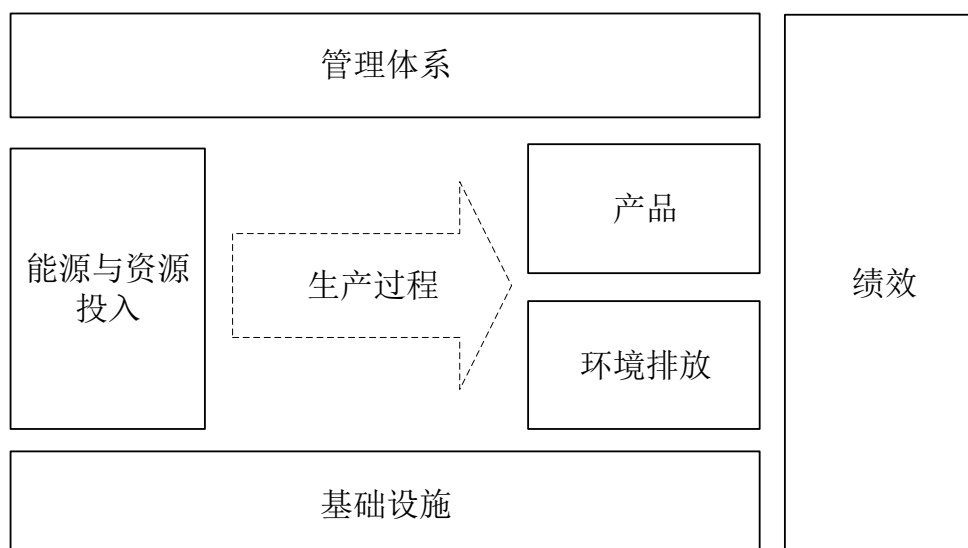 管理体系
能源与资源
投入
生产过程
产品
环境排放
绩效
基础设施